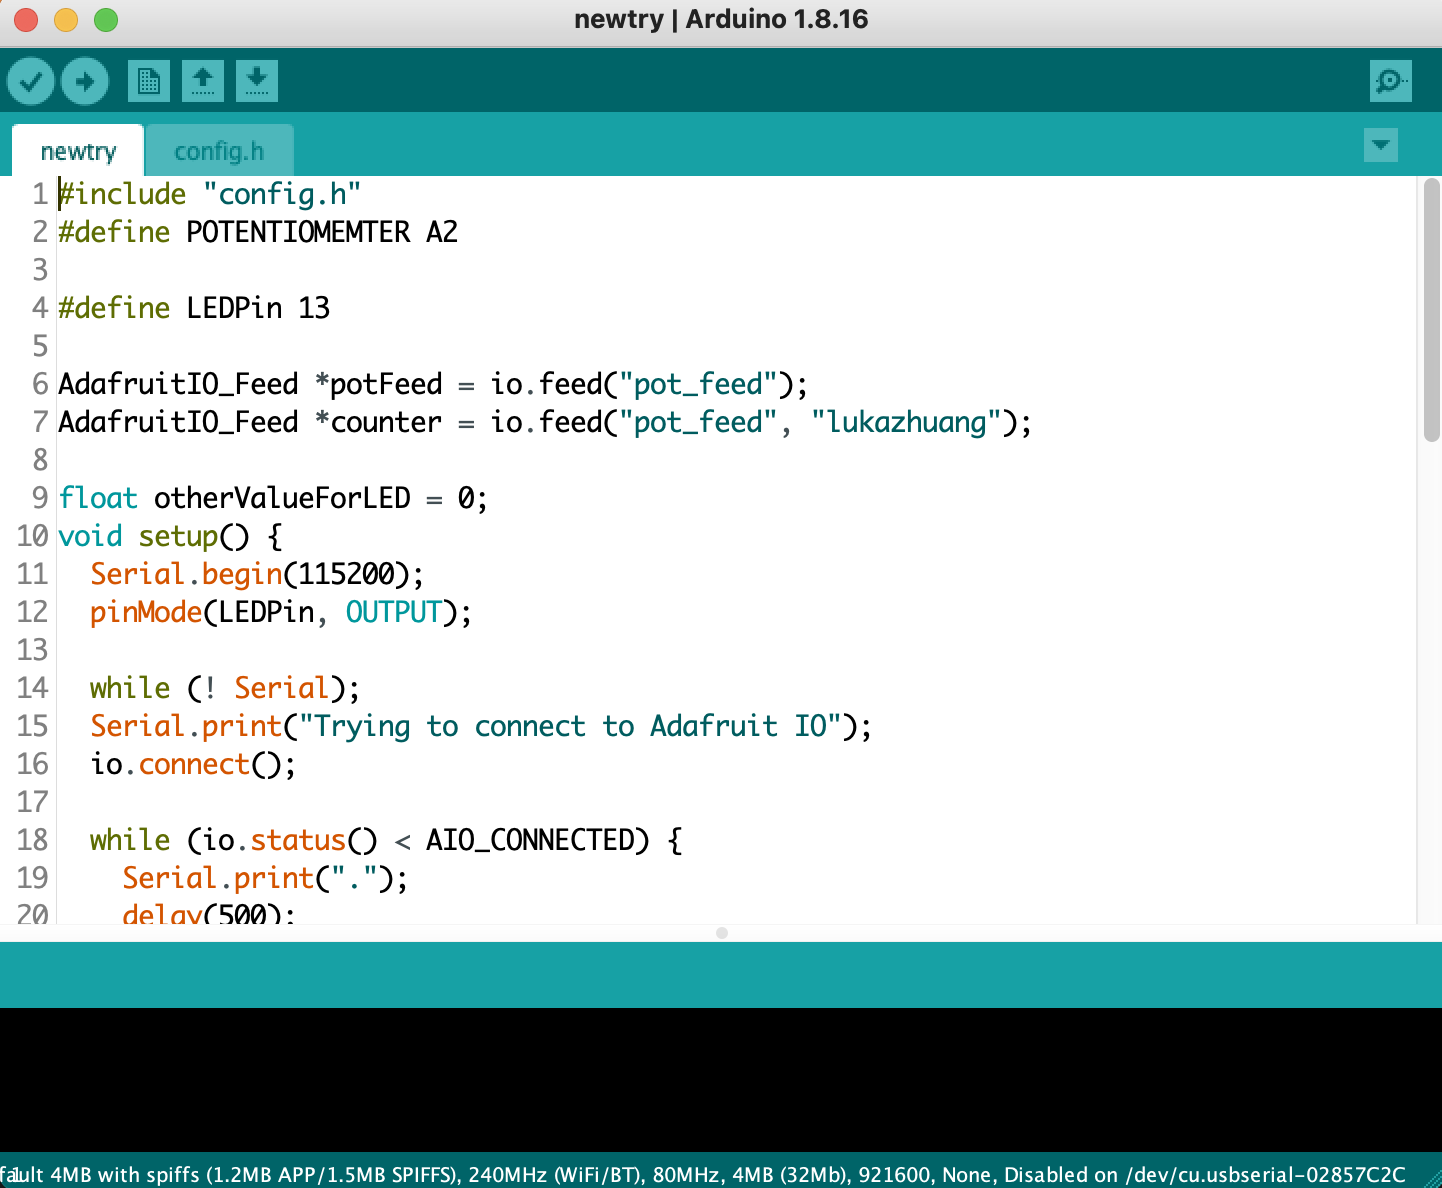 newtry | Arduino 1.8.16
newtry config.h
1 #include "config.h"
2 #define POTENTIOMEMTER A2
3
4 #define LEDPin 13
5
6 AdafruitIO_Feed *potFeed = io.feed("pot_feed");
7 AdafruitIO_Feed *counter = io.feed("pot_feed", "lukazhuang");
8
9 float otherValueForLED = 0;
10 void setup() {
11   Serial.begin(115200);
12   pinMode(LEDPin, OUTPUT);
13
14   while (! Serial);
15   Serial.print("Trying to connect to Adafruit IO");
16   io.connect();
17
18   while (io.status() < AIO_CONNECTED) {
19     Serial.print(".");
20     delay(500);
4MB with spiffs (1.2MB APP/1.5MB SPIFFS), 240MHz (WiFi/BT), 80MHz, 4MB (32Mb), 921600, None, Disabled on /dev/cu.usbserial-02857C2C